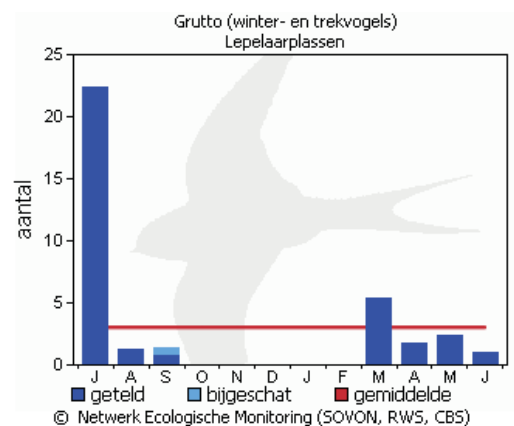 Grutto (winter- en trekvogels)
Lepelaarplassen
25
20
15
10
5
0
aantal
J A S O N D J F M A M J
geteld bijgeschat gemiddelde
© Netwerk Ecologische Monitoring (SOVON, RWS, CBS)